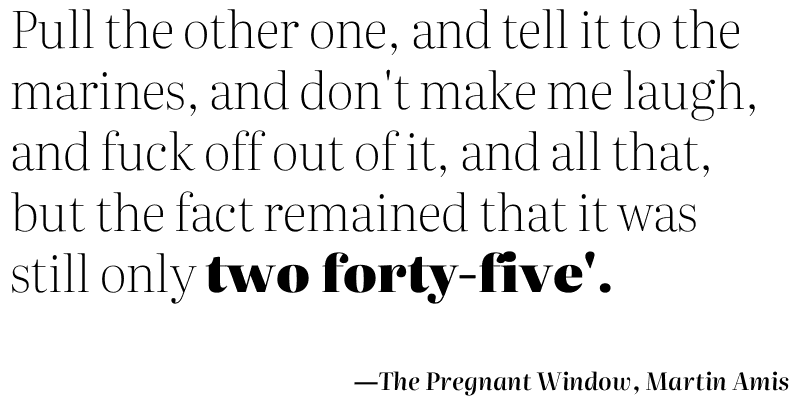 Pull the other one, and tell it to the
marines, and don't make me laugh,
and fuck off out of it, and all that,
but the fact remained that it was
still only two forty-five'.
—The Pregnant Window, Martin Amis